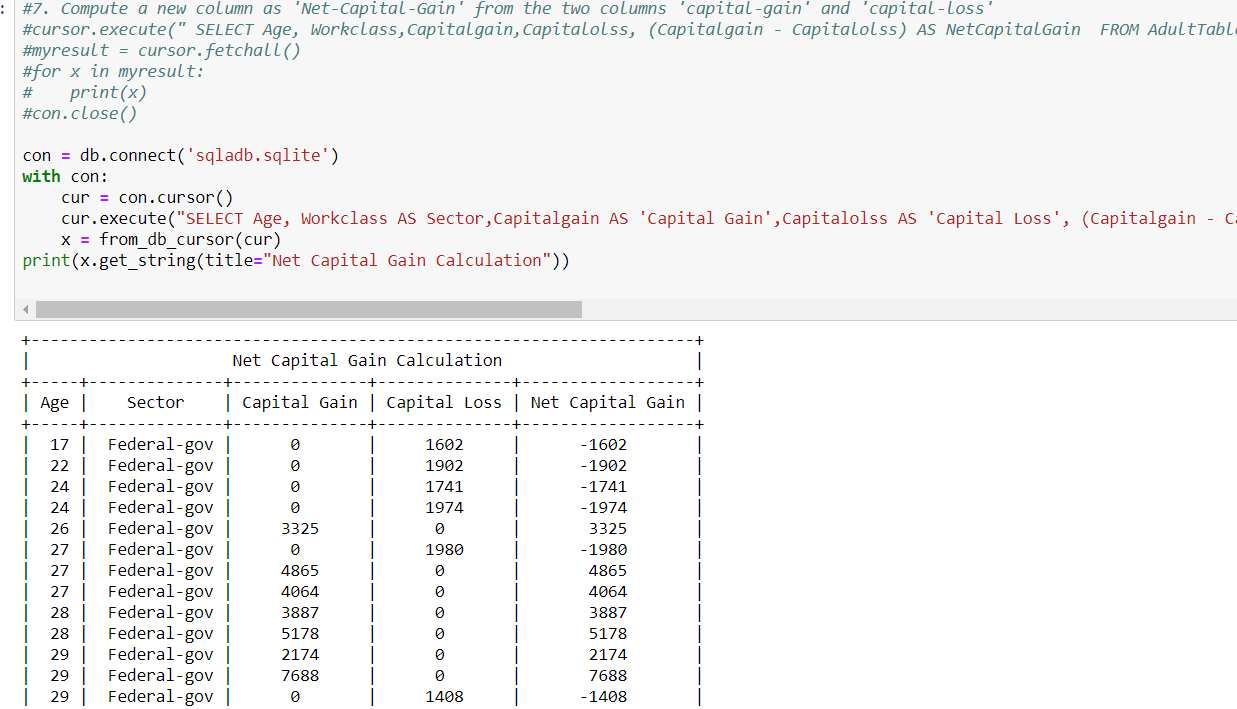 : #7. Compute a new column as 'Net-Capital-Gain' from the two columns 'capital-gain' and 'capital-loss'
#cursor.execute(" SELECT Age, Workclass,Capitalgain,Capitalolss, (Capitalgain - Capitalolss) AS NetCapitalGain  FROM AdultTable
#myresult = cursor.fetchall()
#for x in myresult:
#    print(x)
#con.close()
con = db.connect('sqladb.sqlite')
with con:
    cur = con.cursor()
    cur.execute("SELECT Age, Workclass AS Sector,Capitalgain AS 'Capital Gain',Capitalolss AS 'Capital Loss', (Capitalgain - Ca
    x = from_db_cursor(cur)
print(x.get_string(title="Net Capital Gain Calculation"))
+---------------------------------------------------------------------+
|                     Net Capital Gain Calculation                    |
+-----+--------------+--------------+--------------+------------------+
| Age |    Sector    | Capital Gain | Capital Loss | Net Capital Gain |
+-----+--------------+--------------+--------------+------------------+
|  17 |  Federal-gov |      0       |     1602     |      -1602       |
|  22 |  Federal-gov |      0       |     1902     |      -1902       |
|  24 |  Federal-gov |      0       |     1741     |      -1741       |
|  24 |  Federal-gov |      0       |     1974     |      -1974       |
|  26 |  Federal-gov |     3325     |      0       |       3325       |
|  27 |  Federal-gov |      0       |     1980     |      -1980       |
|  27 |  Federal-gov |     4865     |      0       |       4865       |
|  27 |  Federal-gov |     4064     |      0       |       4064       |
|  28 |  Federal-gov |     3887     |      0       |       3887       |
|  28 |  Federal-gov |     5178     |      0       |       5178       |
|  29 |  Federal-gov |     2174     |      0       |       2174       |
|  29 |  Federal-gov |     7688     |      0       |       7688       |
|  29 |  Federal-gov |      0       |     1408     |      -1408       |